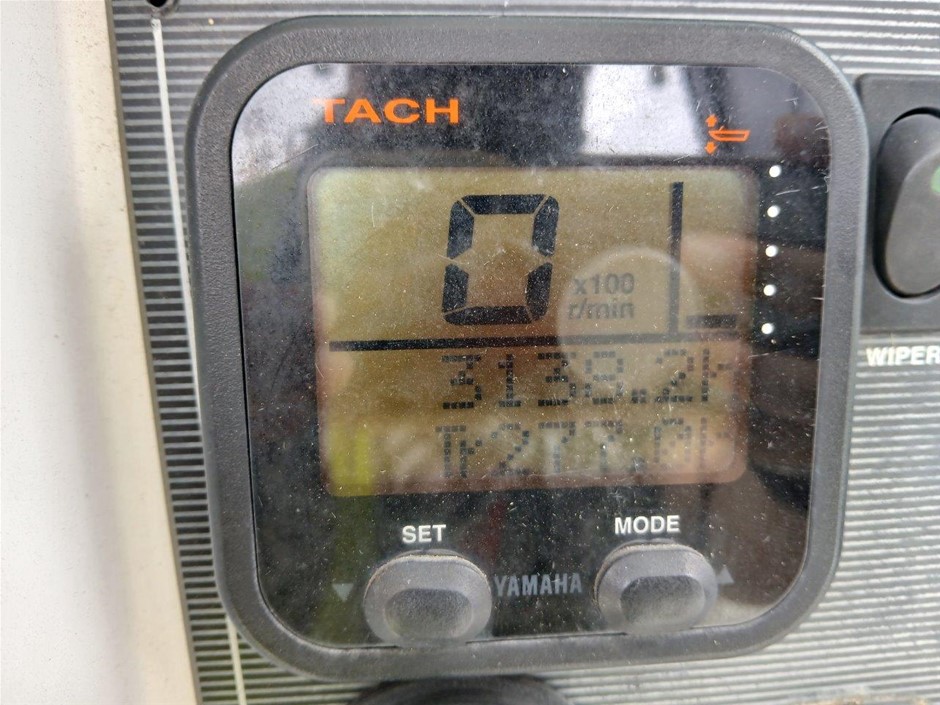 TACH
0
x100
r/min
3138.2h
Tr277.0h
SET
MODE
YAMAHA
WIPER